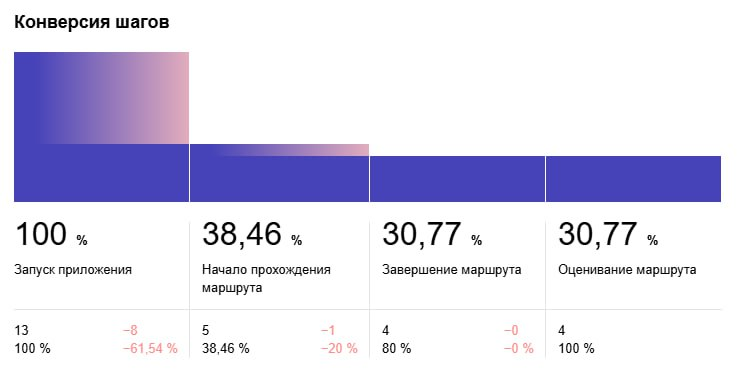 Конверсия шагов
100 %
Запуск приложения
13 −8
100 % −61,54 %
38,46 %
Начало прохождения
маршрута
5 −1
38,46 % −20 %
30,77 %
Завершение маршрута
4 −0
80 % −0 %
30,77 %
Оценивание маршрута
4
100 %